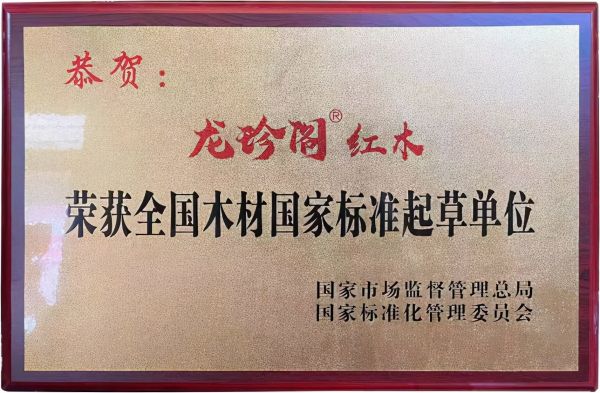 恭贺：
龙珍阁® 红木
荣获全国木材国家标准起草单位
国家市场监督管理总局
国家标准化管理委员会